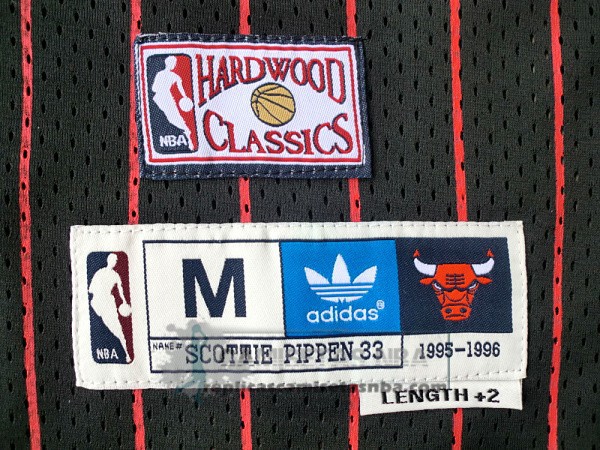 HARDWOOD
CLASSICS
NBA
M
adidas ®
NBA
NAME# SCOTTIE PIPPEN 33 1995-1996
LENGTH +2